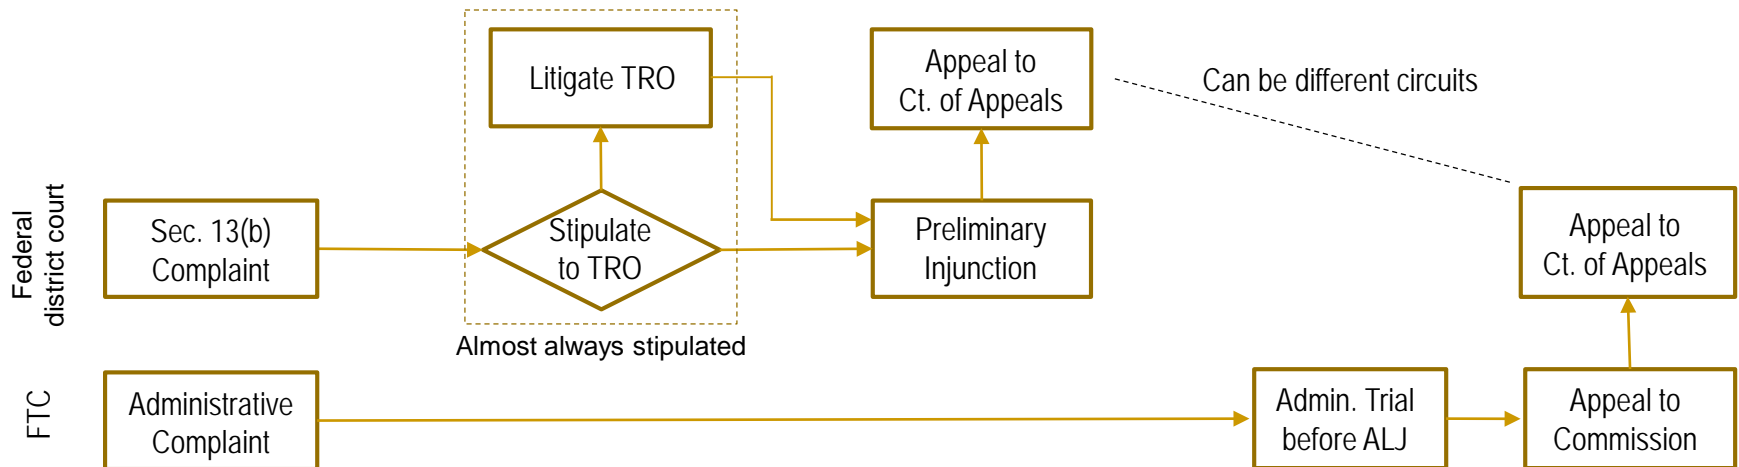 Federal
district court
Sec. 13(b)
Complaint
Litigate TRO
Stipulate
to TRO
Almost always stipulated
Appeal to
Ct. of Appeals
Preliminary
Injunction
Can be different circuits
Appeal to
Ct. of Appeals
FTC
Administrative
Complaint
Admin. Trial
before ALJ
Appeal to
Commission